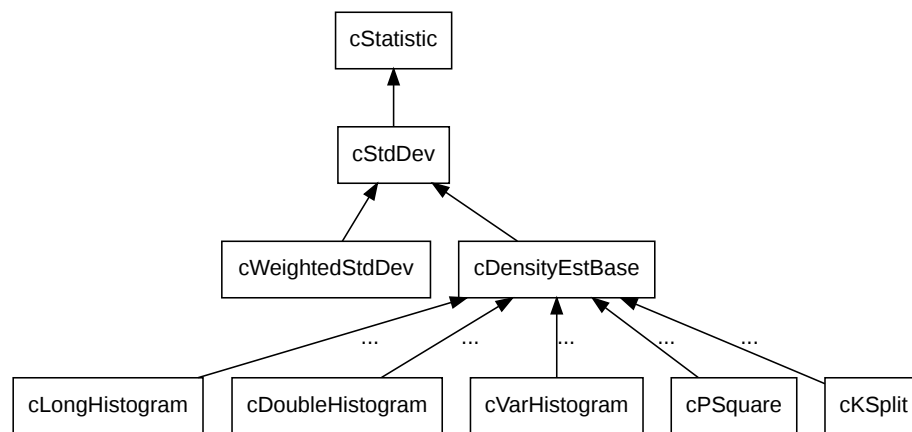 cStatistic
cStdDev
cWeightedStdDev
cDensityEstBase
...
...
...
...
...
cLongHistogram
cDoubleHistogram
cVarHistogram
cPSquare
cKSplit